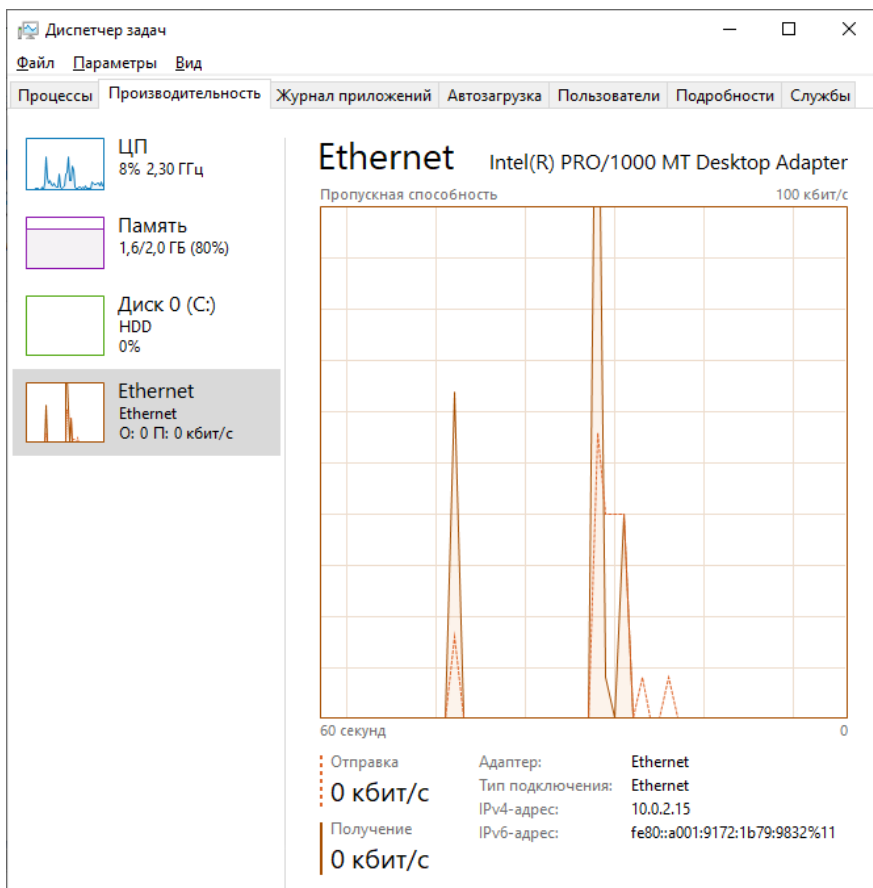 Диспетчер задач
Файл Параметры Вид
Процессы Производительность Журнал приложений Автозагрузка Пользователи Подробности Службы
ЦП
8% 2,30 ГГц
Память
1,6/2,0 ГБ (80%)
Диск 0 (C:)
HDD
0%
Ethernet
Ethernet
О: 0 П: 0 кбит/с
Ethernet Intel(R) PRO/1000 MT Desktop Adapter
Пропускная способность 100 кбит/с
60 секунд 0
Отправка
0 кбит/с
Получение
0 кбит/с
Адаптер: Ethernet
Тип подключения: Ethernet
IPv4-адрес: 10.0.2.15
IPv6-адрес: fe80::a001:9172:1b79:9832%11